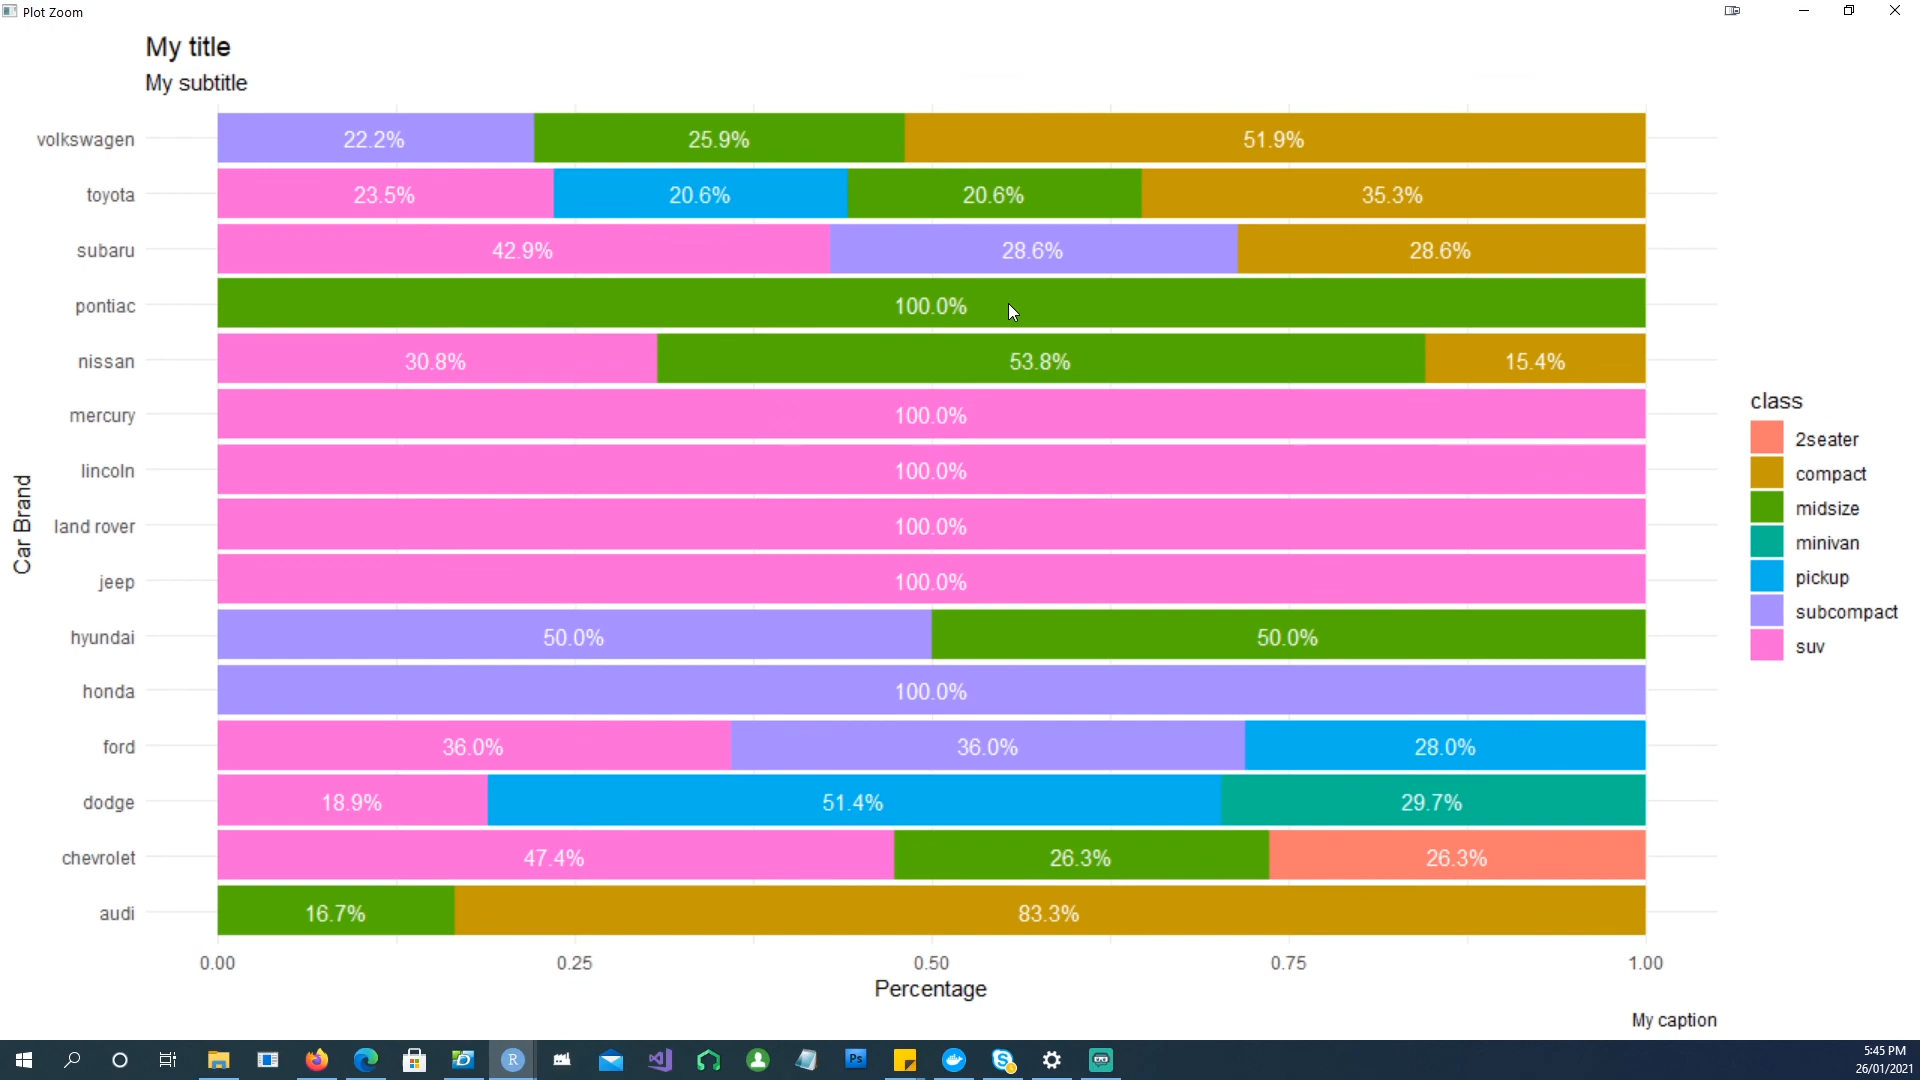 Plot Zoom
My title
My subtitle
volkswagen 22.2% 25.9% 51.9%
toyota 23.5% 20.6% 20.6% 35.3%
subaru 42.9% 28.6% 28.6%
pontiac 100.0%
nissan 30.8% 53.8% 15.4%
mercury 100.0%
lincoln 100.0%
land rover 100.0%
jeep 100.0%
hyundai 50.0% 50.0%
honda 100.0%
ford 36.0% 36.0% 28.0%
dodge 18.9% 51.4% 29.7%
chevrolet 47.4% 26.3% 26.3%
audi 16.7% 83.3%
Car Brand
0.00 0.25 0.50 0.75 1.00
Percentage
class
2seater
compact
midsize
minivan
pickup
subcompact
suv
My caption
R
Ps
5:45 PM
26/01/2021